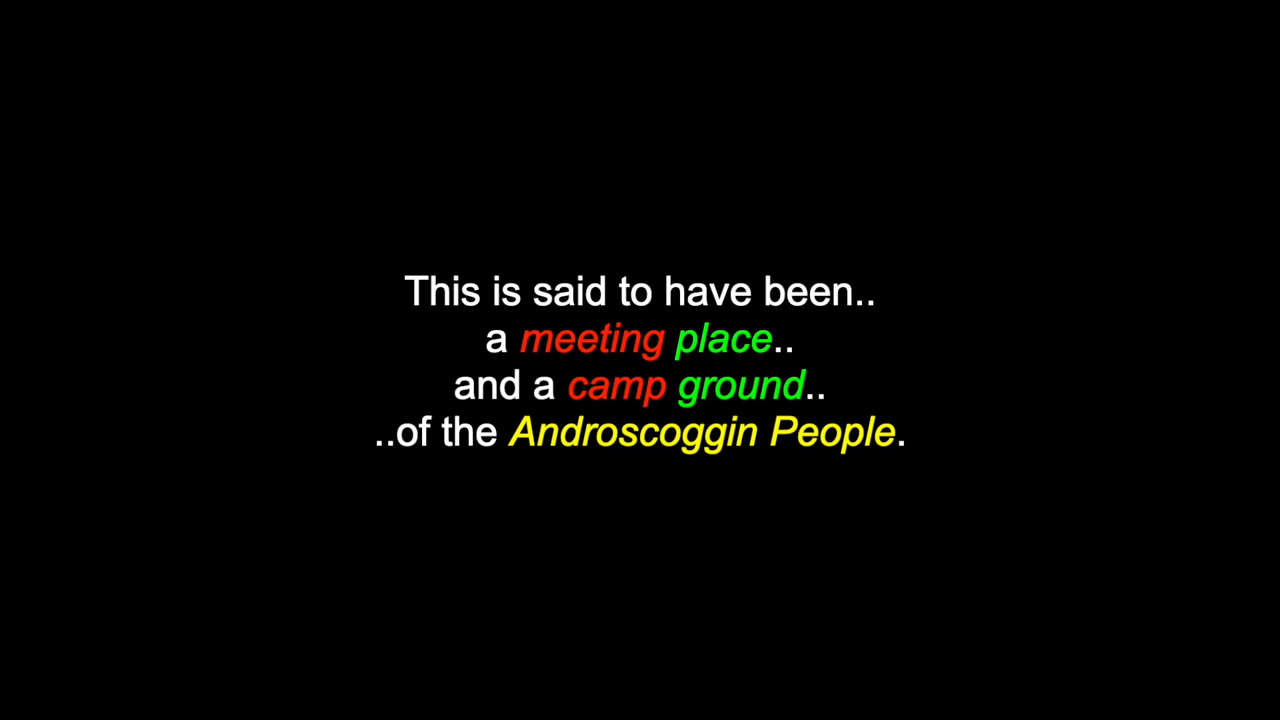 This is said to have been..
a meeting place..
and a camp ground..
..of the Androscoggin People.